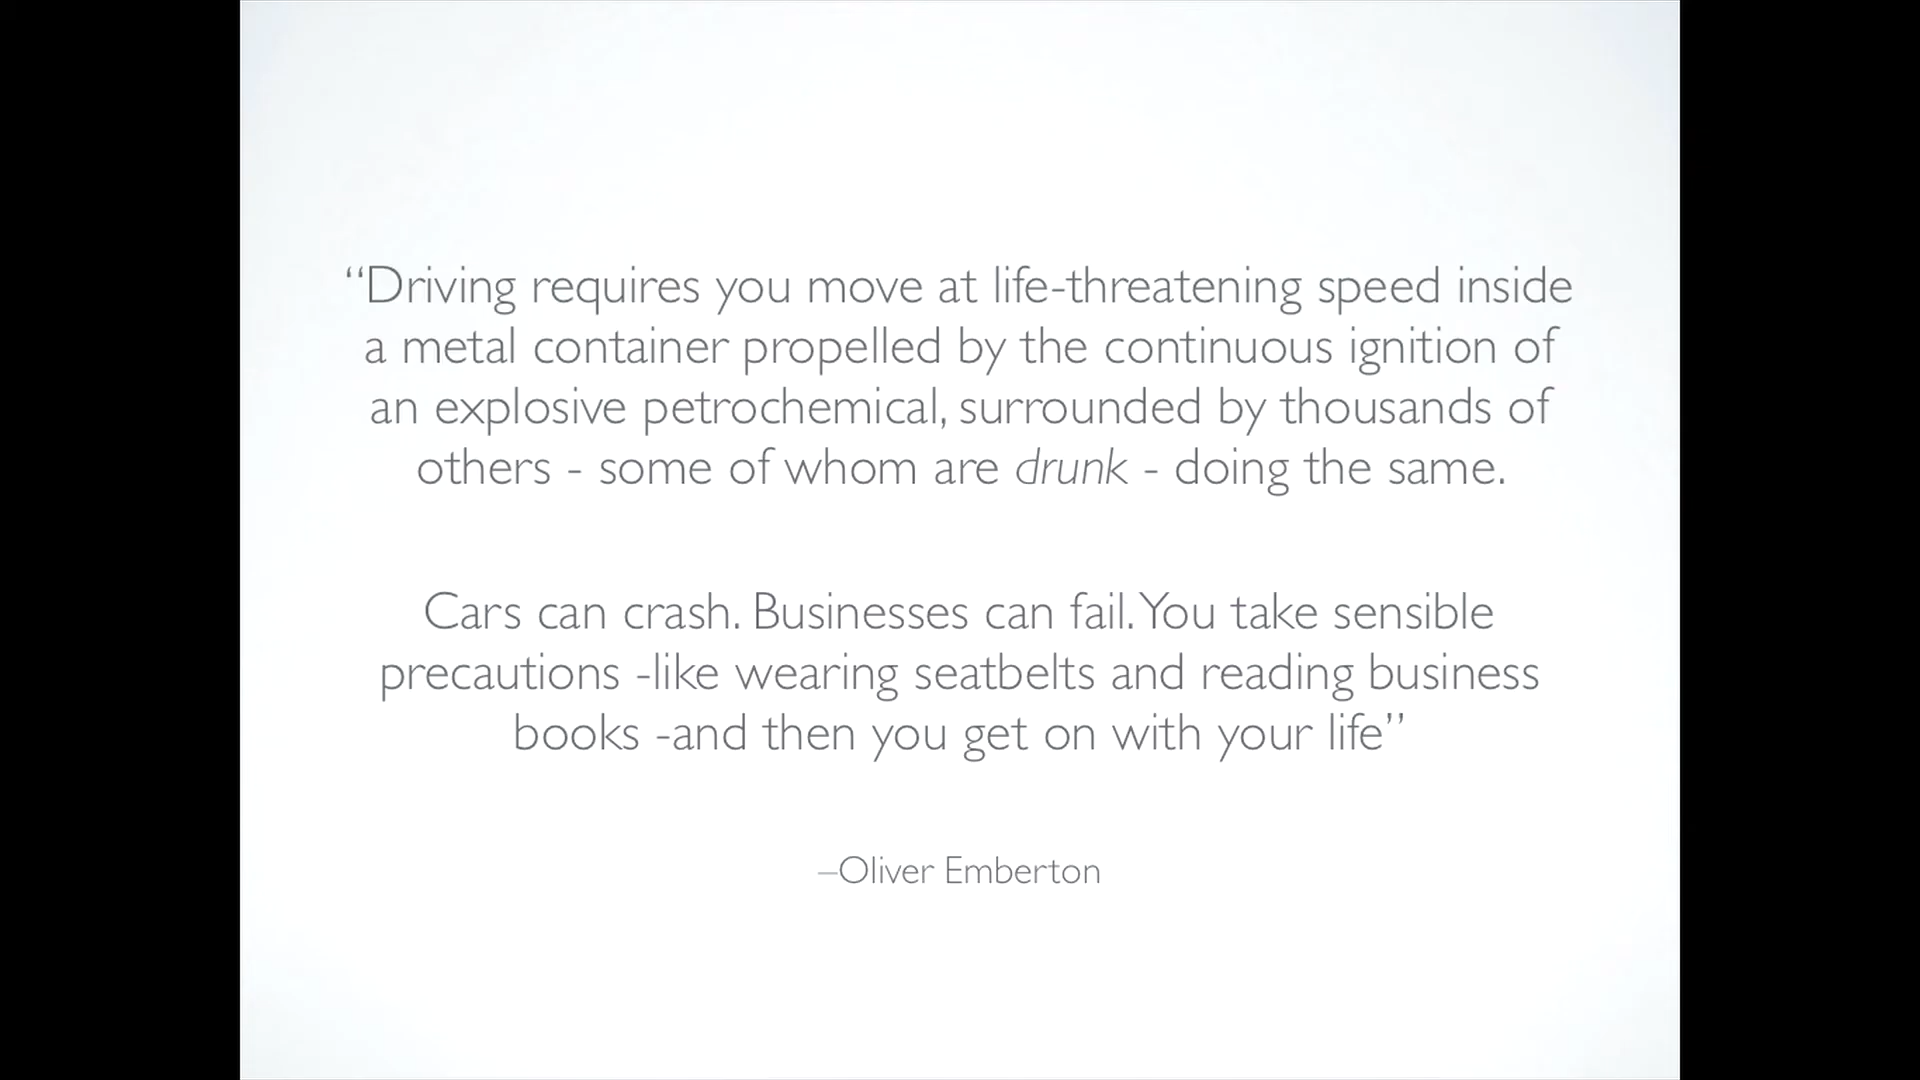 “Driving requires you move at life-threatening speed inside
a metal container propelled by the continuous ignition of
an explosive petrochemical, surrounded by thousands of
others - some of whom are drunk - doing the same.
Cars can crash. Businesses can fail. You take sensible
precautions -like wearing seatbelts and reading business
books -and then you get on with your life”
–Oliver Emberton